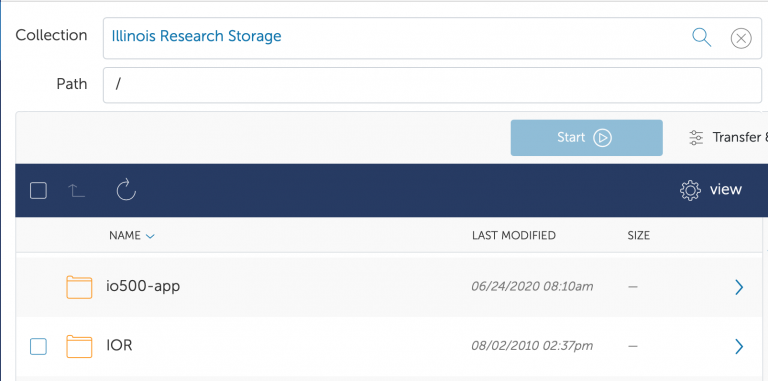 Collection Illinois Research Storage
Path /
Start Transfer &
view
NAME LAST MODIFIED SIZE
io500-app 06/24/2020 08:10am —
IOR 08/02/2010 02:37pm —